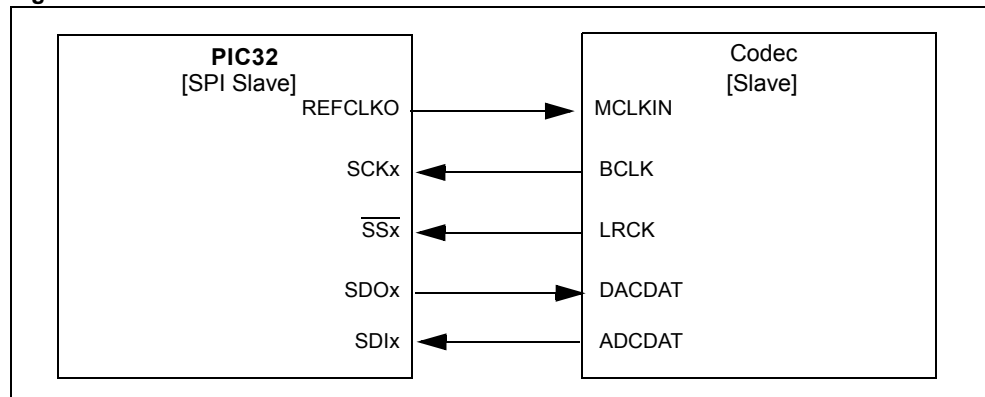 PIC32
[SPI Slave]
REFCLKO
SCKx
SSx
SDOx
SDIx
Codec
[Slave]
MCLKIN
BCLK
LRCK
DACDAT
ADCDAT